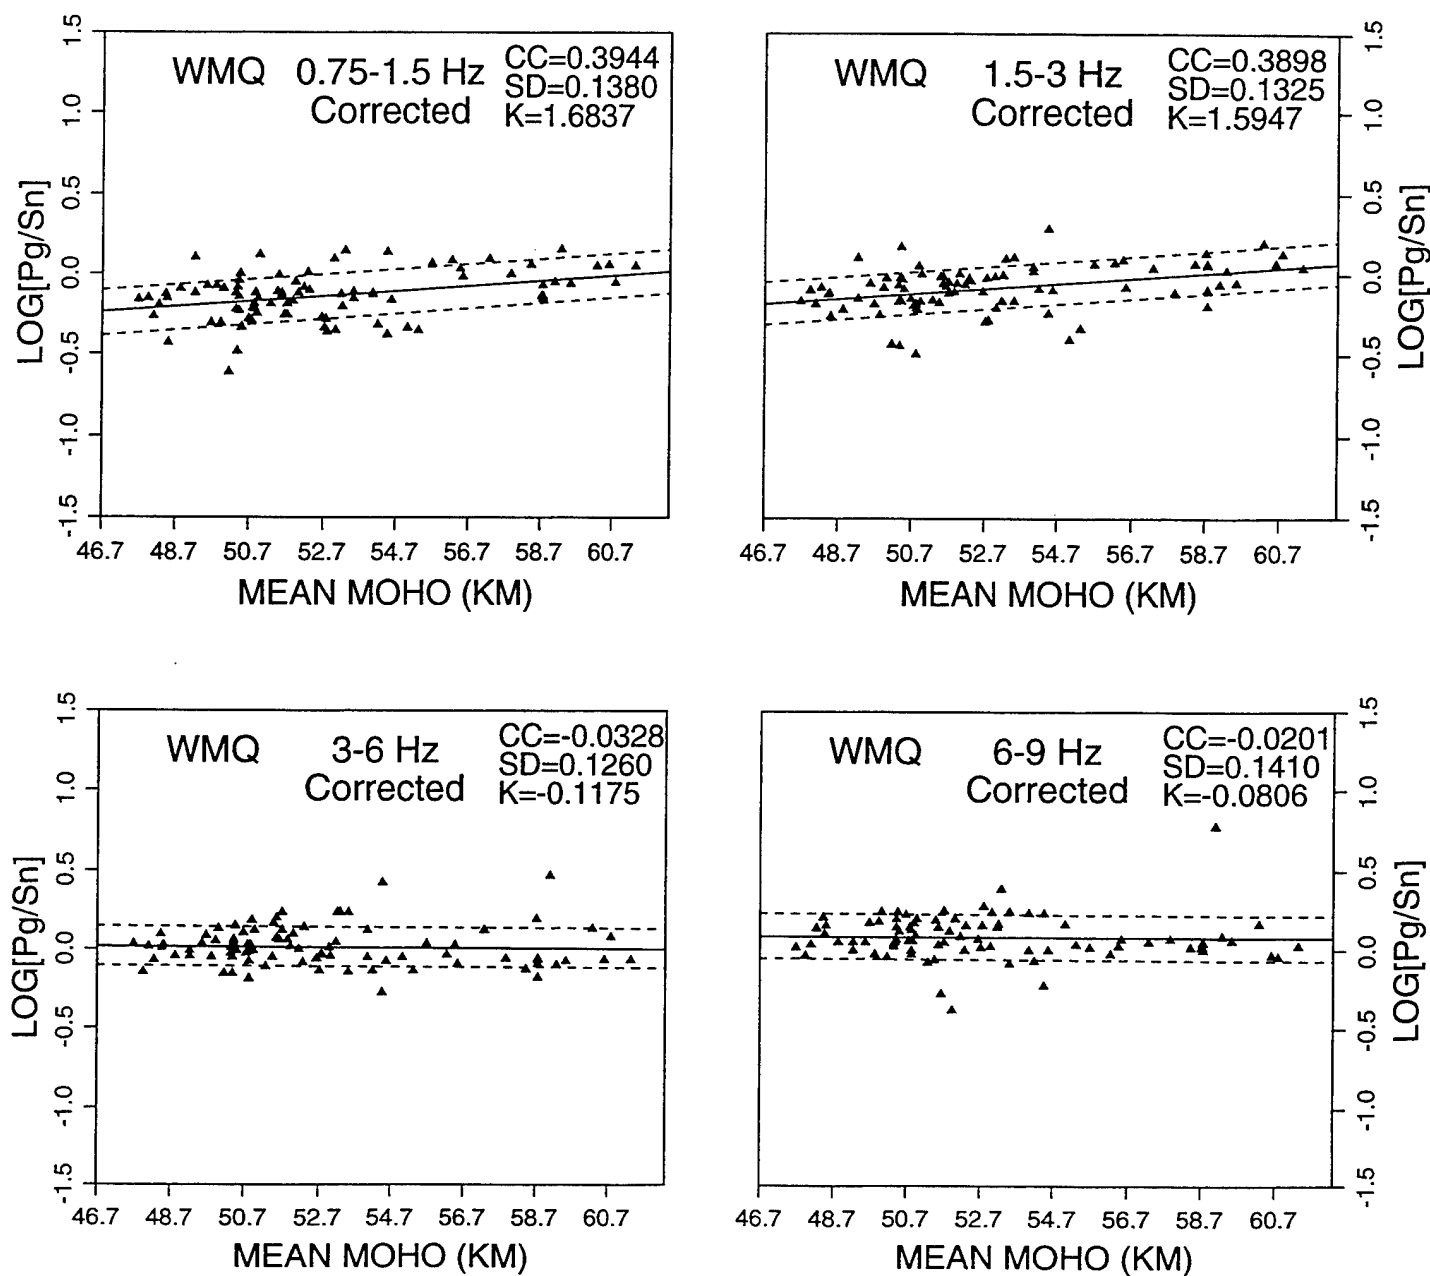 WMQ 0.75-1.5 Hz
Corrected
CC=0.3944
SD=0.1380
K=1.6837
LOG[Pg/Sn]
1.5
1.0
0.5
0.0
-0.5
-1.0
-1.5
46.7 48.7 50.7 52.7 54.7 56.7 58.7 60.7
MEAN MOHO (KM)
WMQ 1.5-3 Hz
Corrected
CC=0.3898
SD=0.1325
K=1.5947
1.5
1.0
0.5
0.0
-0.5
-1.0
-1.5
LOG[Pg/Sn]
46.7 48.7 50.7 52.7 54.7 56.7 58.7 60.7
MEAN MOHO (KM)
WMQ 3-6 Hz
Corrected
CC=-0.0328
SD=0.1260
K=-0.1175
LOG[Pg/Sn]
1.5
1.0
0.5
0.0
-0.5
-1.0
-1.5
46.7 48.7 50.7 52.7 54.7 56.7 58.7 60.7
MEAN MOHO (KM)
WMQ 6-9 Hz
Corrected
CC=-0.0201
SD=0.1410
K=-0.0806
1.5
1.0
0.5
0.0
-0.5
-1.0
-1.5
LOG[Pg/Sn]
46.7 48.7 50.7 52.7 54.7 56.7 58.7 60.7
MEAN MOHO (KM)